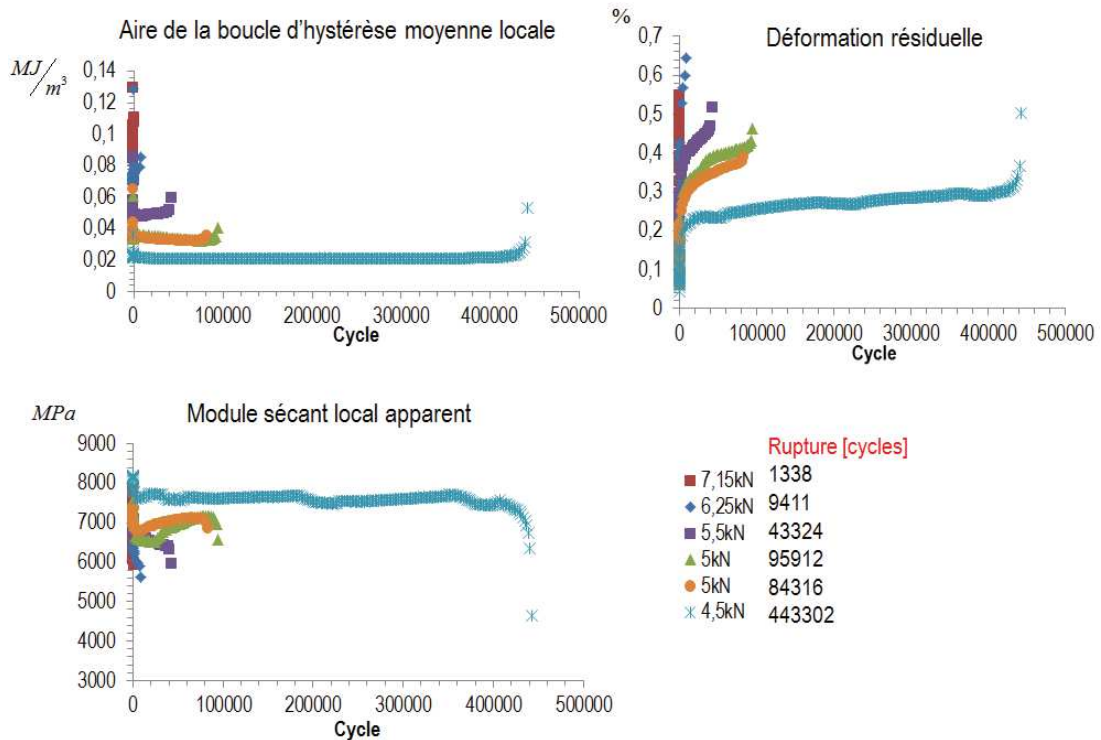 Aire de la boucle d'hystérèse moyenne locale
MJ/m³
0,14
0,12
0,1
0,08
0,06
0,04
0,02
0
0 100000 200000 300000 400000 500000
Cycle
%
Déformation résiduelle
0,7
0,6
0,5
0,4
0,3
0,2
0,1
0
0 100000 200000 300000 400000 500000
Cycle
MPa
Module sécant local apparent
9000
8000
7000
6000
5000
4000
3000
0 100000 200000 300000 400000 500000
Cycle
Rupture [cycles]
7,15kN 1338
6,25kN 9411
5,5kN 43324
5kN 95912
5kN 84316
4,5kN 443302